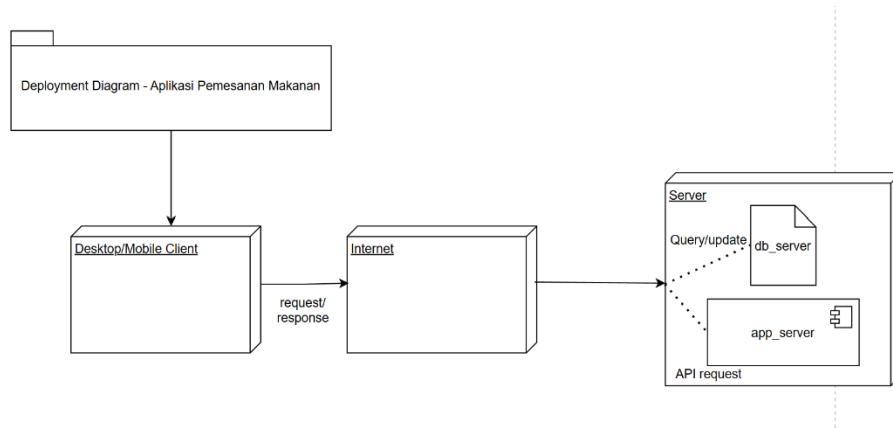 Deployment Diagram - Aplikasi Pemesanan Makanan
Desktop/Mobile Client
request/
response
Internet
Server
Query/update
db_server
app_server
API request